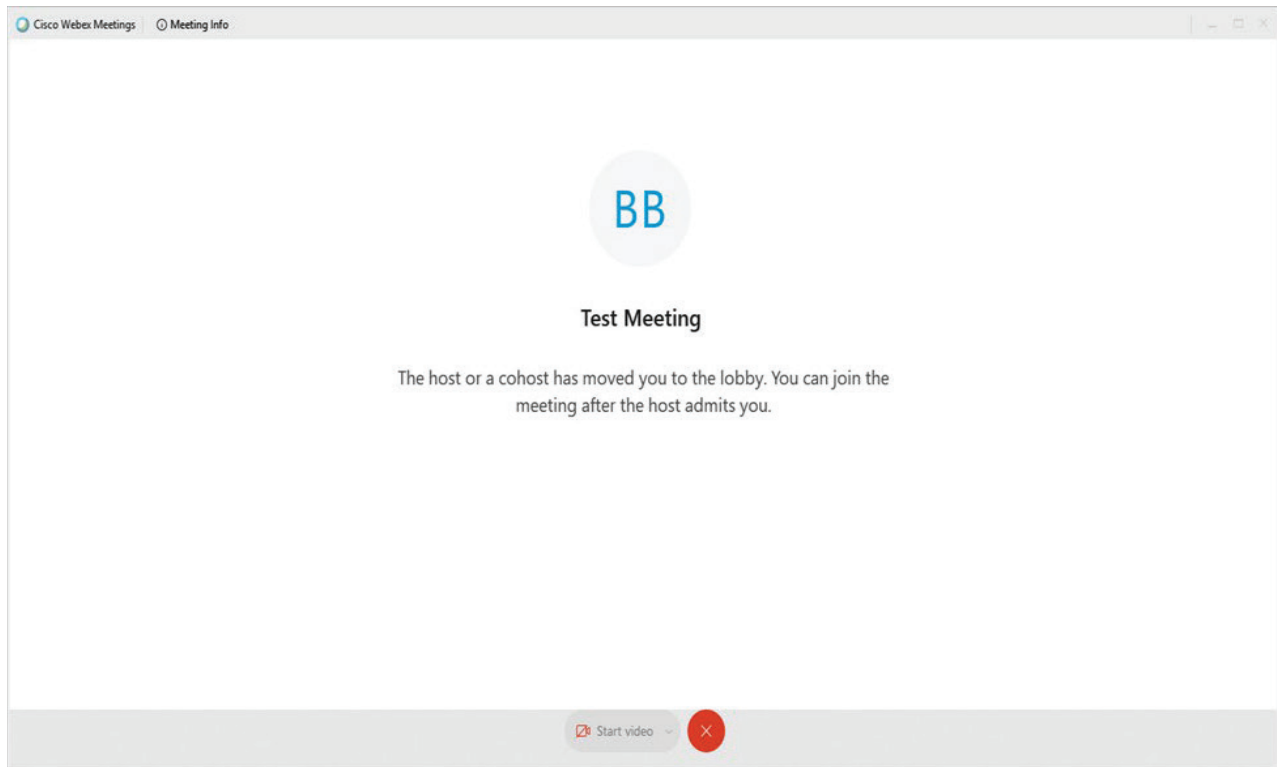 Cisco Webex Meetings Meeting Info
BB
Test Meeting
The host or a cohost has moved you to the lobby. You can join the
meeting after the host admits you.
Start video